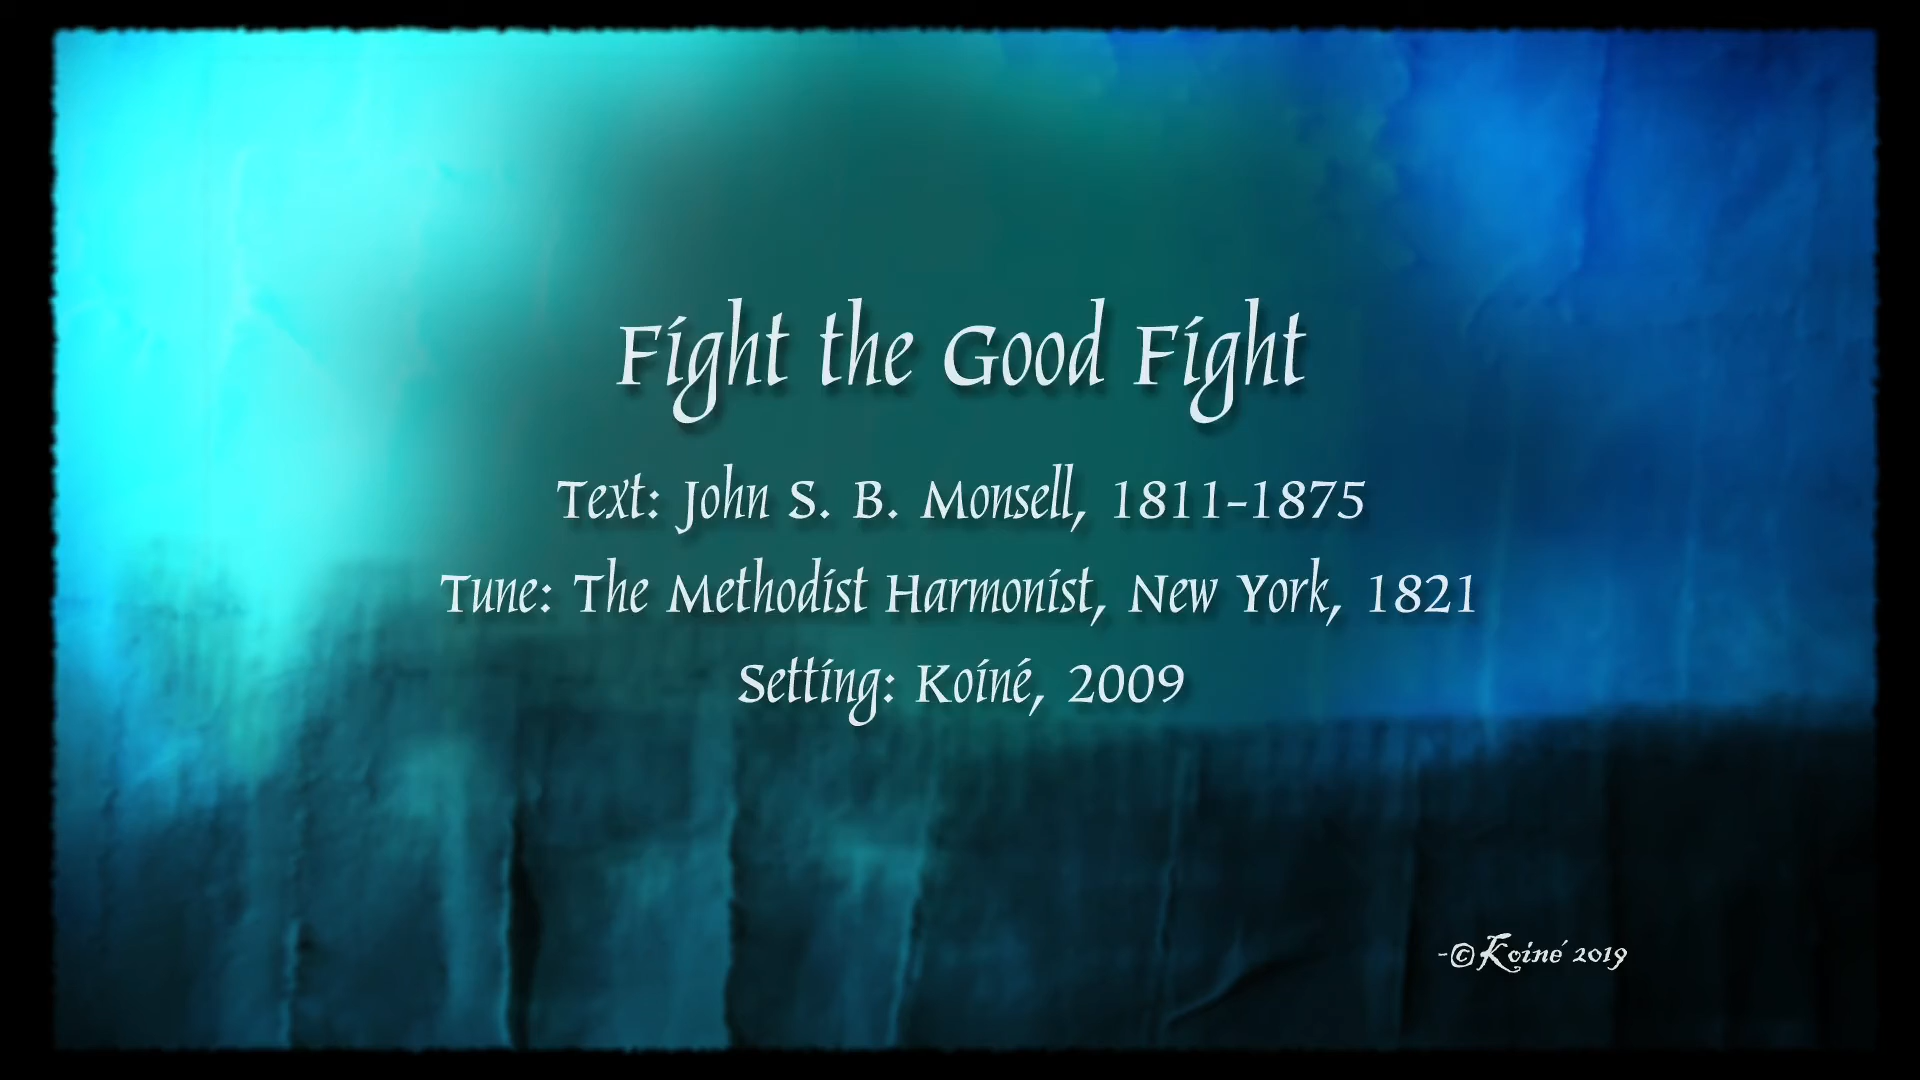 Fight the Good Fight
Text: John S. B. Monsell, 1811-1875
Tune: The Methodist Harmonist, New York, 1821
Setting: Koiné, 2009
-©Koiné 2019